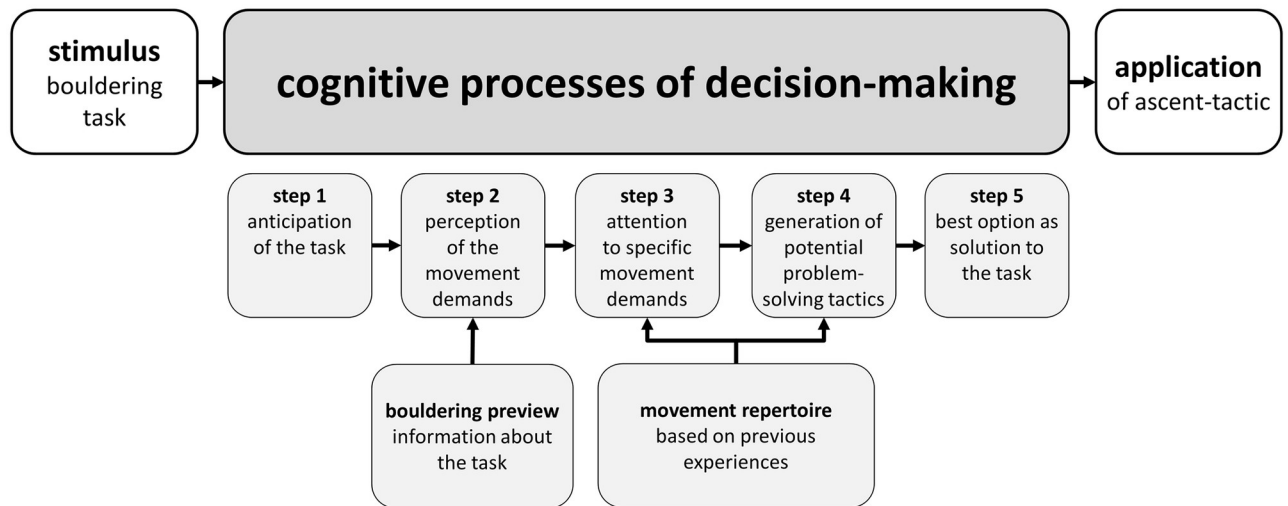 stimulus
bouldering
task
cognitive processes of decision-making
application
of ascent-tactic
step 1
anticipation
of the task
step 2
perception
of the
movement
demands
step 3
attention
to specific
movement
demands
step 4
generation of
potential
problem-
solving tactics
step 5
best option as
solution to
the task
bouldering preview
information about
the task
movement repertoire
based on previous
experiences